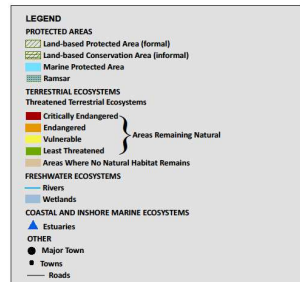 LEGEND
PROTECTED AREAS
Land-based Protected Area (formal)
Land-based Conservation Area (informal)
Marine Protected Area
Ramsar
TERRESTRIAL ECOSYSTEMS
Threatened Terrestrial Ecosystems
Critically Endangered
Endangered
Vulnerable
Least Threatened
Areas Remaining Natural
Areas Where No Natural Habitat Remains
FRESHWATER ECOSYSTEMS
Rivers
Wetlands
COASTAL AND INSHORE MARINE ECOSYSTEMS
Estuaries
OTHER
Major Town
Towns
Roads